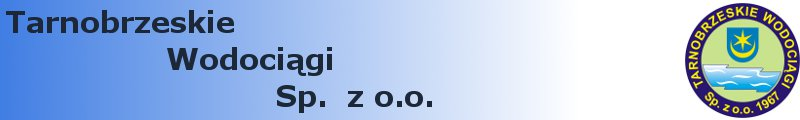 Tarnobrzeskie
Wodociągi
Sp. z o.o.
TARNOBRZESKIE WODOCIĄGI
Sp. z o.o. 1967